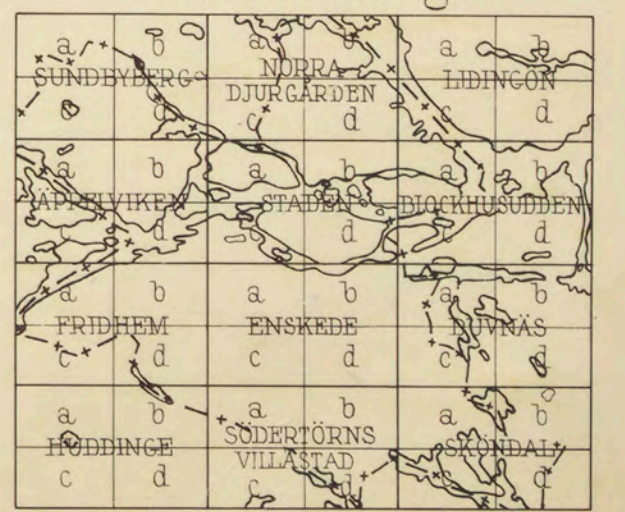 a b a b a b
SUNDBYBERG NORRA LIDINGÖN
DJURGÅRDEN
d c d c d
a b a b a b
ÄPPELVIKEN STADEN BLOCKHUSUDDEN
c d d c d
a b a b a b
FRIDHEM ENSKEDE DUVNÄS
c d c d c d
a b a b a b
HUDDINGE SÖDERTÖRNS SKÖNDAL
VILLASTAD
c d c d c d